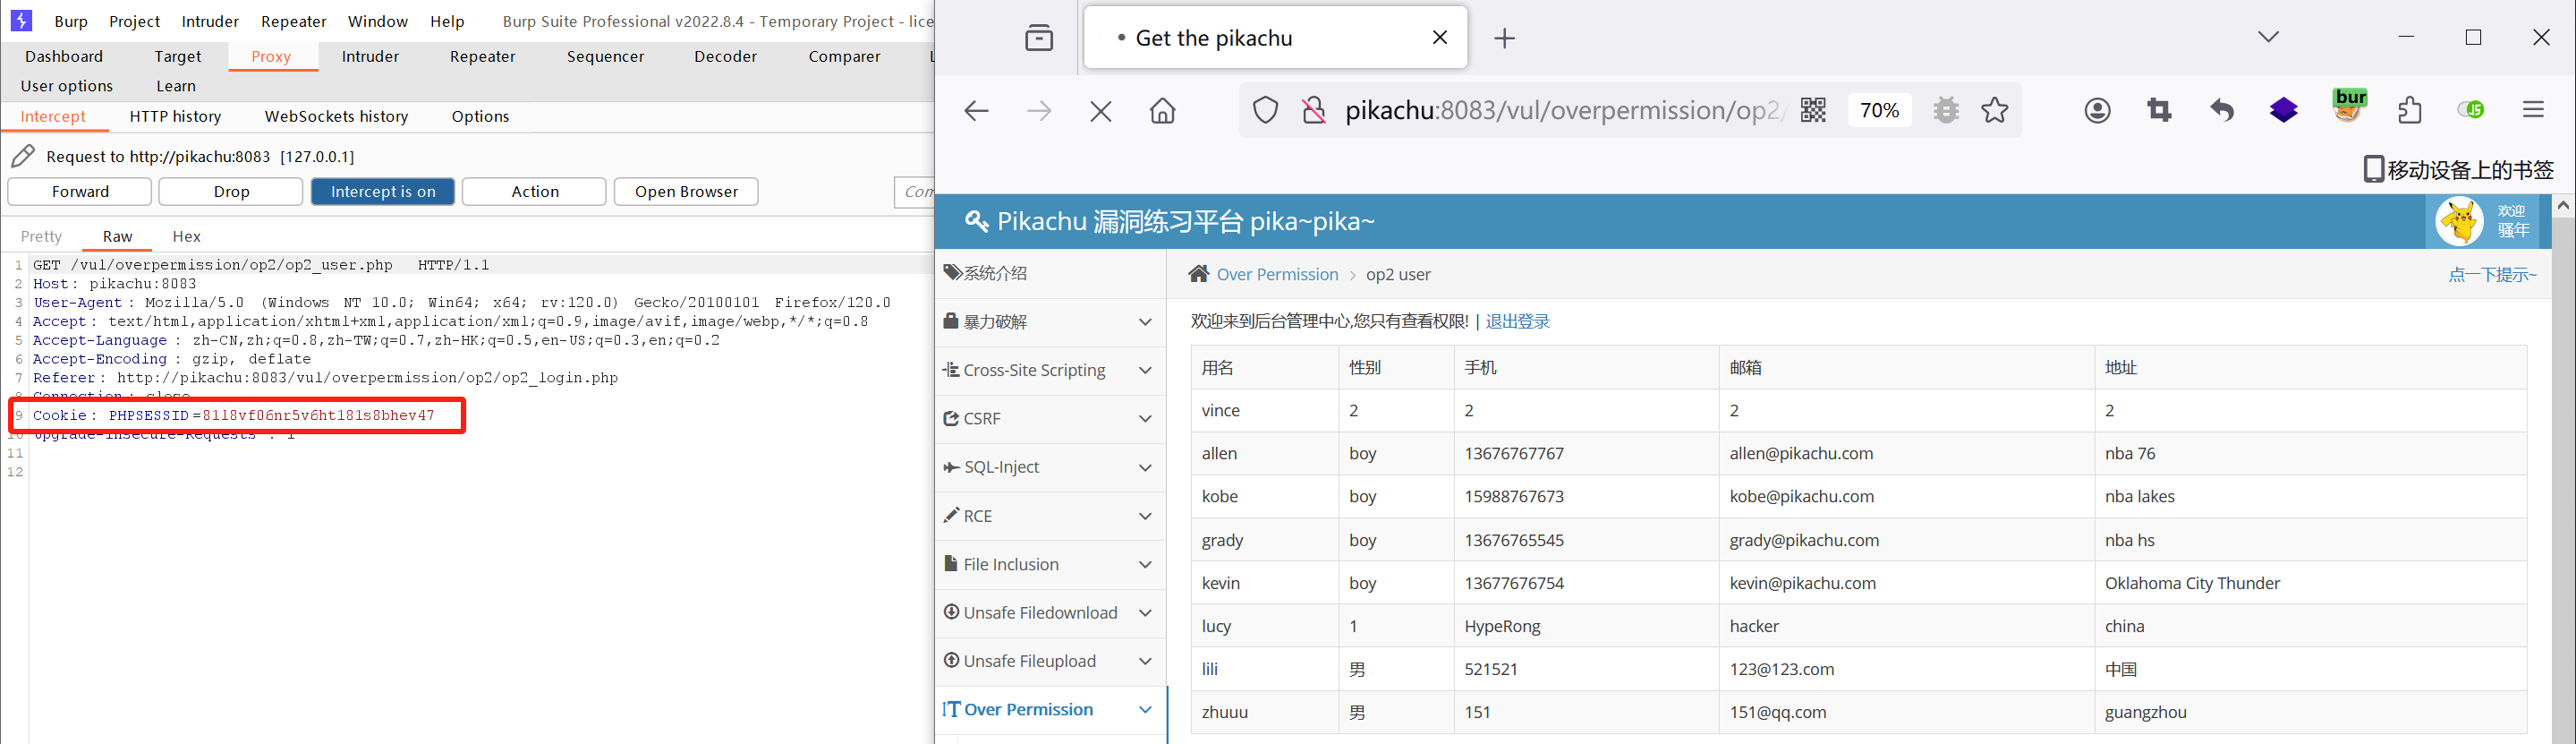 Burp Project Intruder Repeater Window Help Burp Suite Professional v2022.8.4 - Temporary Project - lice
Dashboard Target Proxy Intruder Repeater Sequencer Decoder Comparer
User options Learn
Intercept HTTP history WebSockets history Options
Request to http://pikachu:8083 [127.0.0.1]
Forward Drop Intercept is on Action Open Browser Com
Pretty Raw Hex
1 GET /vul/overpermission/op2/op2_user.php HTTP/1.1
2 Host: pikachu:8083
3 User-Agent: Mozilla/5.0 (Windows NT 10.0; Win64; x64; rv:120.0) Gecko/20100101 Firefox/120.0
4 Accept: text/html,application/xhtml+xml,application/xml;q=0.9,image/avif,image/webp,*/*;q=0.8
5 Accept-Language: zh-CN,zh;q=0.8,zh-TW;q=0.7,zh-HK;q=0.5,en-US;q=0.3,en;q=0.2
6 Accept-Encoding: gzip, deflate
7 Referer: http://pikachu:8083/vul/overpermission/op2/op2_login.php
8 Connection: close
9 Cookie: PHPSESSID=81l8vf06nr5v6ht181s8bhev47
10 Upgrade-Insecure-Requests: 1
11
12
Get the pikachu
pikachu:8083/vul/overpermission/op2/ 70%
bur
JS
移动设备上的书签
Pikachu 漏洞练习平台 pika~pika~
欢迎
骚年
系统介绍
暴力破解
Cross-Site Scripting
CSRF
SQL-Inject
RCE
File Inclusion
Unsafe Filedownload
Unsafe Fileupload
Over Permission
Over Permission > op2 user 点一下提示~
欢迎来到后台管理中心,您只有查看权限! | 退出登录
用名 性别 手机 邮箱 地址
vince 2 2 2 2
allen boy 13676767767 allen@pikachu.com nba 76
kobe boy 15988767673 kobe@pikachu.com nba lakes
grady boy 13676765545 grady@pikachu.com nba hs
kevin boy 13677676754 kevin@pikachu.com Oklahoma City Thunder
lucy 1 HypeRong hacker china
lili 男 521521 123@123.com 中国
zhuuu 男 151 151@qq.com guangzhou